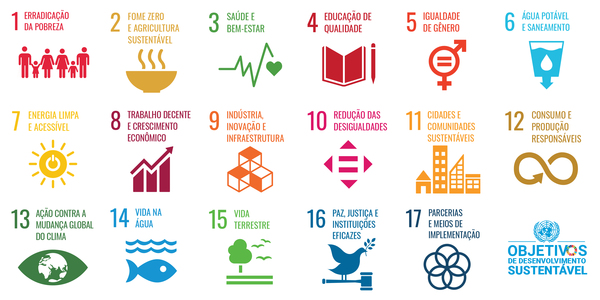 1 ERRADICAÇÃO
DA POBREZA
2 FOME ZERO
E AGRICULTURA
SUSTENTÁVEL
3 SAÚDE E
BEM-ESTAR
4 EDUCAÇÃO DE
QUALIDADE
5 IGUALDADE
DE GÊNERO
6 ÁGUA POTÁVEL
E SANEAMENTO
7 ENERGIA LIMPA
E ACESSÍVEL
8 TRABALHO DECENTE
E CRESCIMENTO
ECONÔMICO
9 INDÚSTRIA,
INOVAÇÃO E
INFRAESTRUTURA
10 REDUÇÃO DAS
DESIGUALDADES
11 CIDADES E
COMUNIDADES
SUSTENTÁVEIS
12 CONSUMO E
PRODUÇÃO
RESPONSÁVEIS
13 AÇÃO CONTRA A
MUDANÇA GLOBAL
DO CLIMA
14 VIDA NA
ÁGUA
15 VIDA
TERRESTRE
16 PAZ, JUSTIÇA E
INSTITUIÇÕES
EFICAZES
17 PARCERIAS
E MEIOS DE
IMPLEMENTAÇÃO
OBJETIVOS
DE DESENVOLVIMENTO
SUSTENTÁVEL